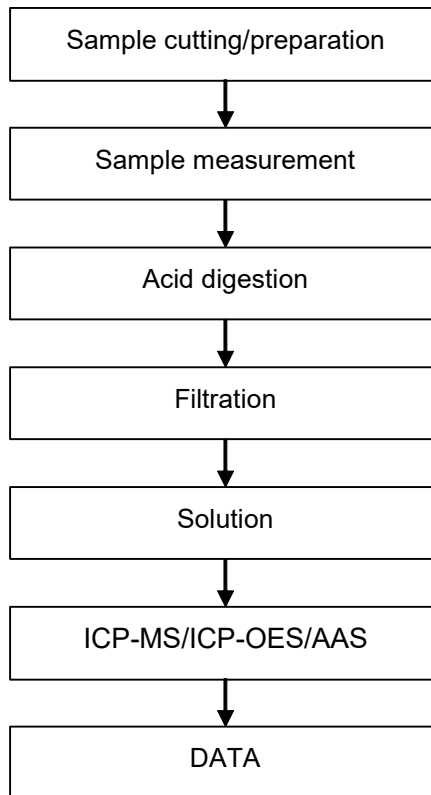 Sample cutting/preparation
Sample measurement
Acid digestion
Filtration
Solution
ICP-MS/ICP-OES/AAS
DATA